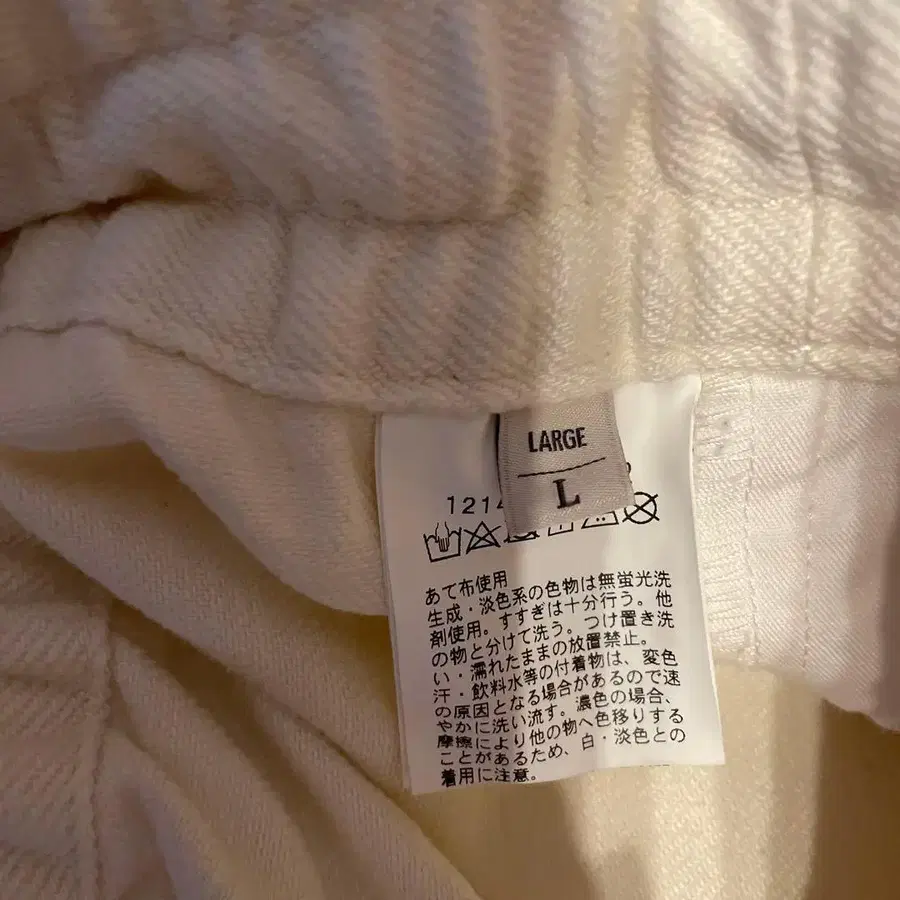 LARGE
L
121
あて布使用
生成・淡色系の色物は無蛍光洗
剤使用。すすぎは十分行う。他
の物と分けて洗う。つけ置き洗
い・濡れたままの放置禁止。
汗・飲料水等の付着物は、変色
の原因となる場合があるので速
やかに洗い流す。濃色の場合、
摩擦により他の物へ色移りする
ことがあるため、白・淡色との
着用に注意。